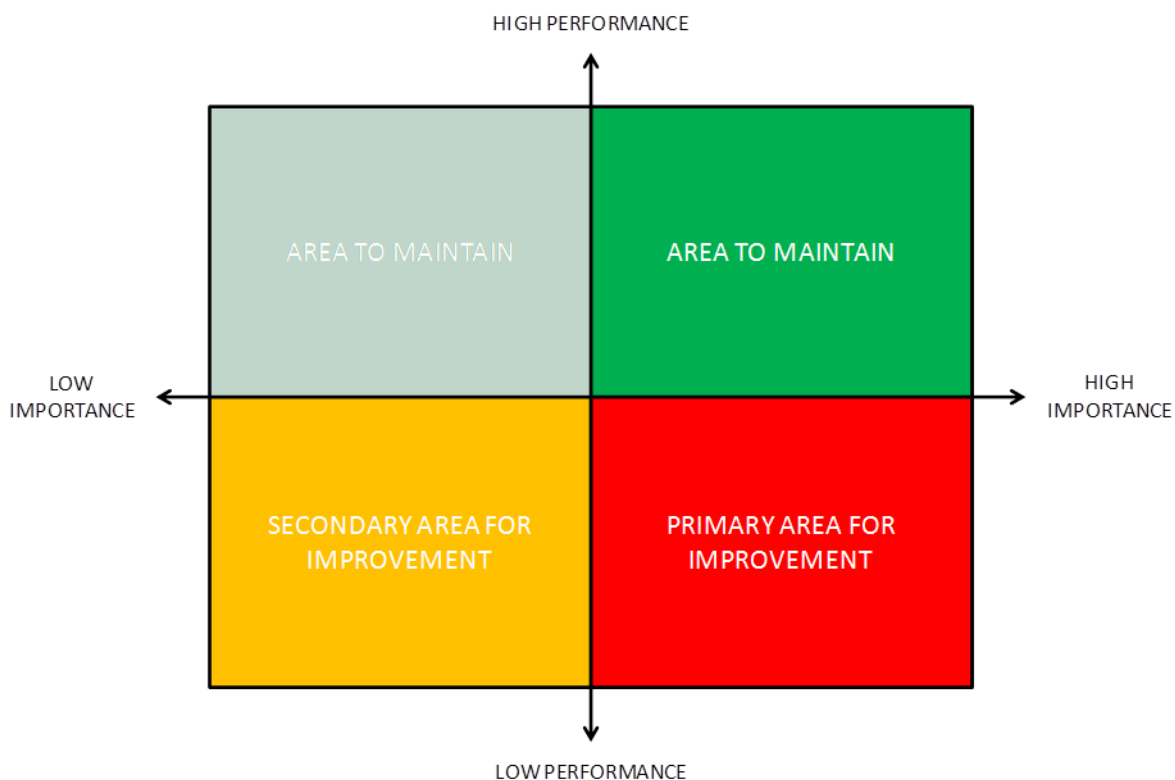 HIGH PERFORMANCE
AREA TO MAINTAIN
AREA TO MAINTAIN
LOW
IMPORTANCE
HIGH
IMPORTANCE
SECONDARY AREA FOR
IMPROVEMENT
PRIMARY AREA FOR
IMPROVEMENT
LOW PERFORMANCE